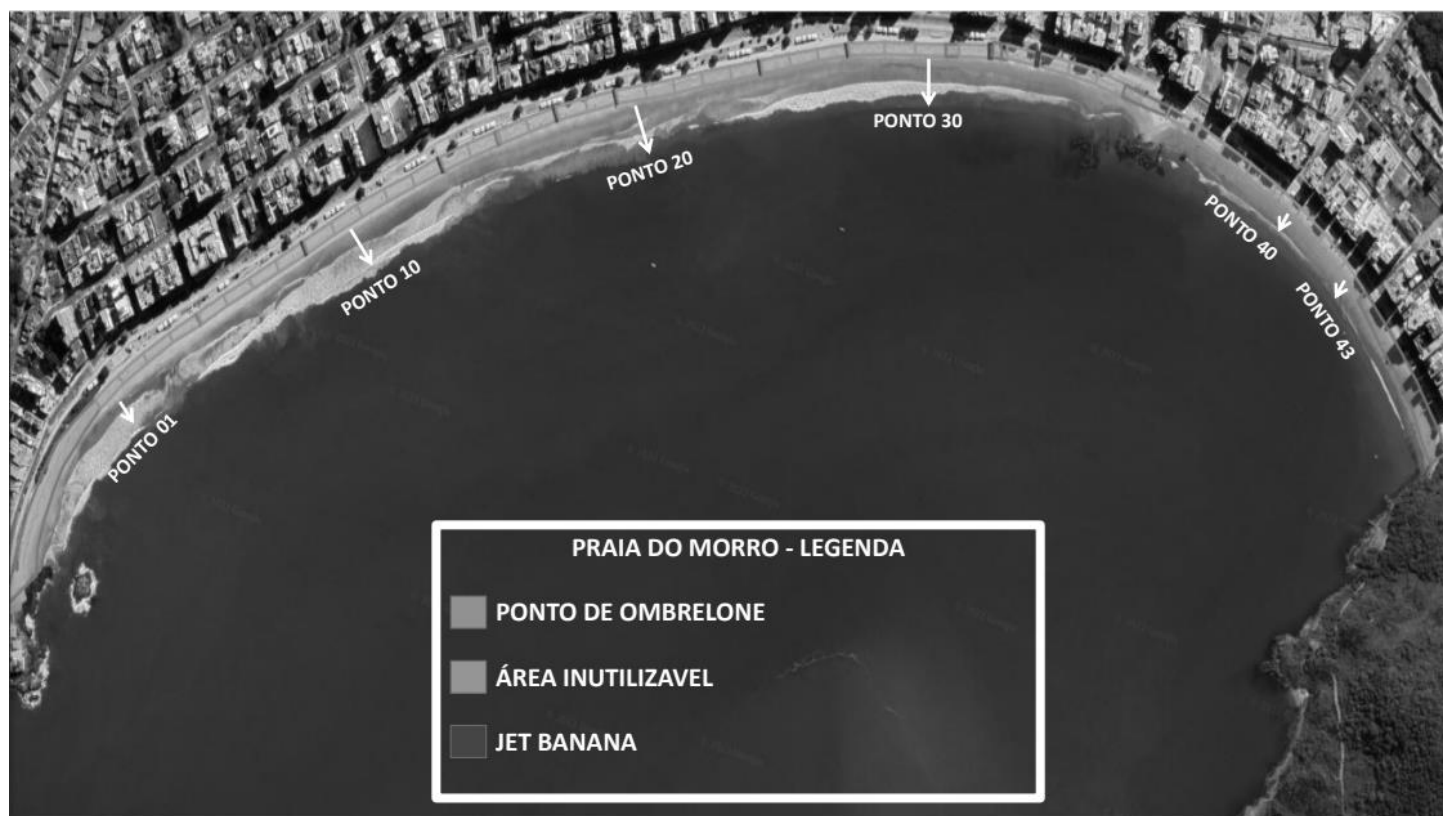 PONTO 30
PONTO 20
PONTO 40
PONTO 10
PONTO 43
PONTO 01
PRAIA DO MORRO - LEGENDA
PONTO DE OMBRELONE
ÁREA INUTILIZAVEL
JET BANANA